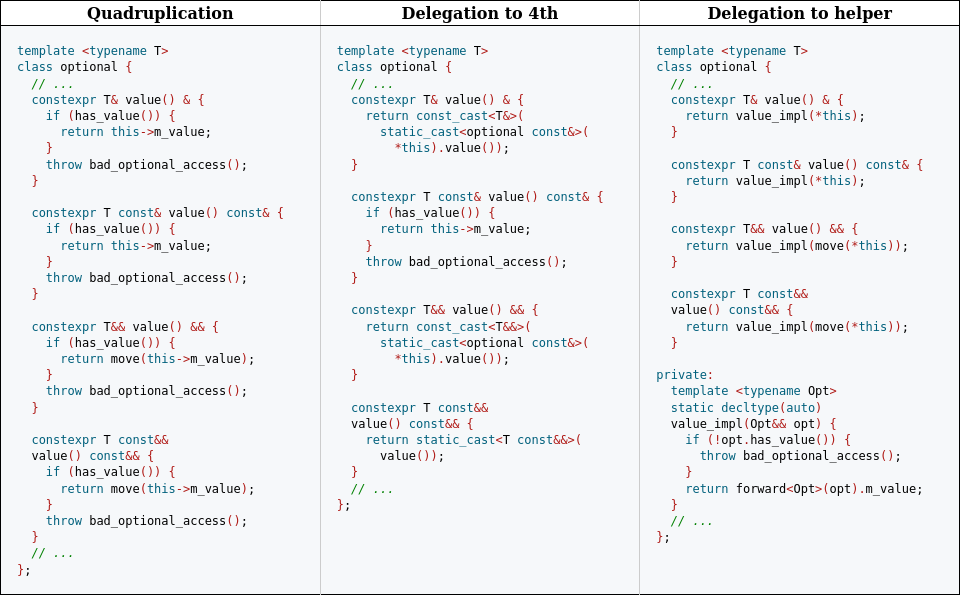 Quadruplication
template <typename T>
class optional {
  // ...
  constexpr T& value() & {
    if (has_value()) {
      return this->m_value;
    }
    throw bad_optional_access();
  }

  constexpr T const& value() const& {
    if (has_value()) {
      return this->m_value;
    }
    throw bad_optional_access();
  }

  constexpr T&& value() && {
    if (has_value()) {
      return move(this->m_value);
    }
    throw bad_optional_access();
  }

  constexpr T const&&
  value() const&& {
    if (has_value()) {
      return move(this->m_value);
    }
    throw bad_optional_access();
  }
  // ...
};
Delegation to 4th
template <typename T>
class optional {
  // ...
  constexpr T& value() & {
    return const_cast<T&>(
      static_cast<optional const&>(
        *this).value());
  }

  constexpr T const& value() const& {
    if (has_value()) {
      return this->m_value;
    }
    throw bad_optional_access();
  }

  constexpr T&& value() && {
    return const_cast<T&&>(
      static_cast<optional const&>(
        *this).value());
  }

  constexpr T const&&
  value() const&& {
    return static_cast<T const&&>(
      value());
  }
  // ...
};
Delegation to helper
template <typename T>
class optional {
  // ...
  constexpr T& value() & {
    return value_impl(*this);
  }

  constexpr T const& value() const& {
    return value_impl(*this);
  }

  constexpr T&& value() && {
    return value_impl(move(*this));
  }

  constexpr T const&&
  value() const&& {
    return value_impl(move(*this));
  }

private:
  template <typename Opt>
  static decltype(auto)
  value_impl(Opt&& opt) {
    if (!opt.has_value()) {
      throw bad_optional_access();
    }
    return forward<Opt>(opt).m_value;
  }
  // ...
};